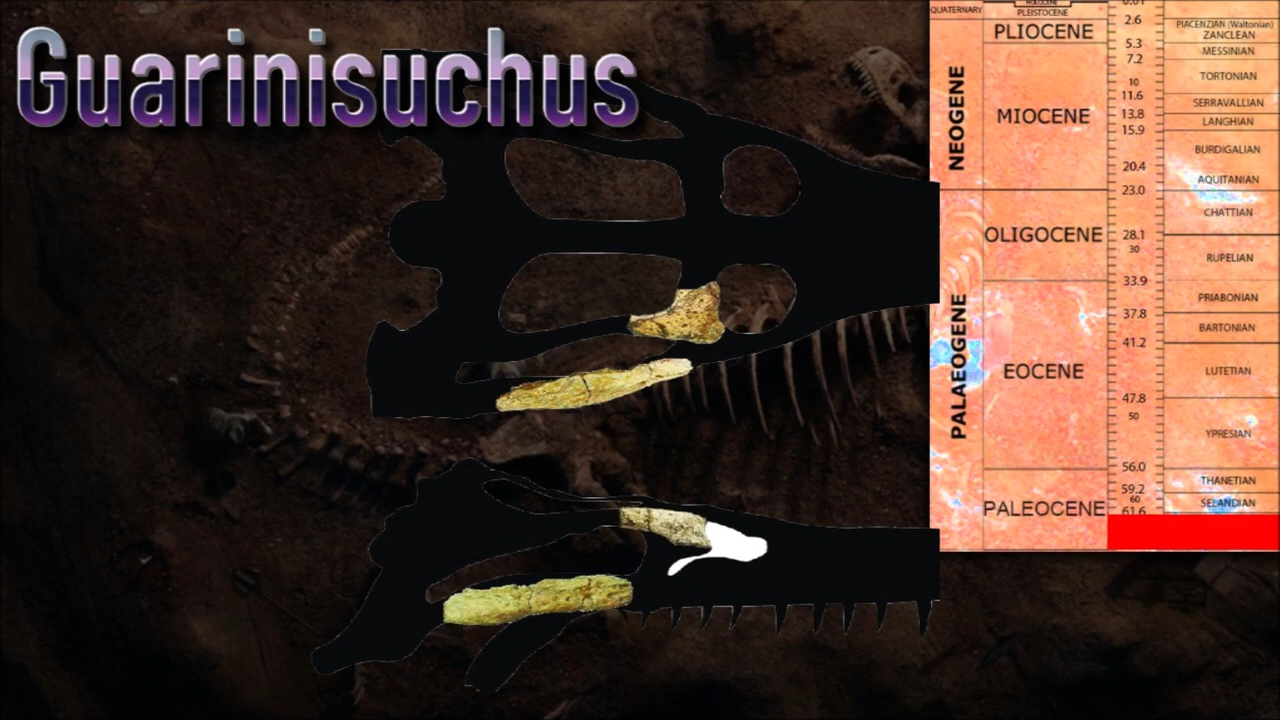 Guarinisuchus
QUATERNARY
HOLOCENE
PLEISTOCENE
PLIOCENE
NEOGENE
MIOCENE
OLIGOCENE
PALAEOGENE
EOCENE
PALEOCENE
0.01
2.6
5.3
7.2
10
11.6
13.8
15.9
20.4
23.0
28.1
30
33.9
37.8
41.2
47.8
50
56.0
59.2
60
61.6
PIACENZIAN (Waltonian)
ZANCLEAN
MESSINIAN
TORTONIAN
SERRAVALLIAN
LANGHIAN
BURDIGALIAN
AQUITANIAN
CHATTIAN
RUPELIAN
PRIABONIAN
BARTONIAN
LUTETIAN
YPRESIAN
THANETIAN
SELANDIAN